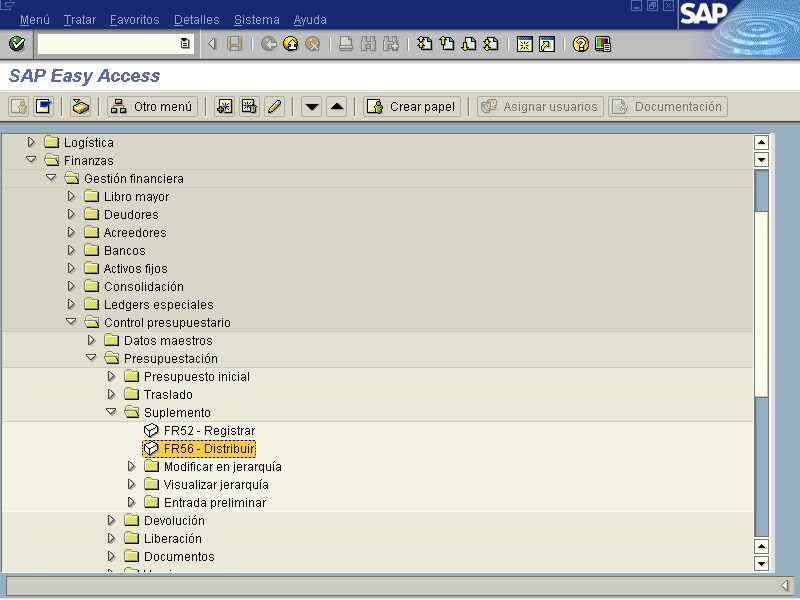 Menú Tratar Favoritos Detalles Sistema Ayuda
SAP
SAP Easy Access
Otro menú Crear papel Asignar usuarios Documentación
Logística
Finanzas
Gestión financiera
Libro mayor
Deudores
Acreedores
Bancos
Activos fijos
Consolidación
Ledgers especiales
Control presupuestario
Datos maestros
Presupuestación
Presupuesto inicial
Traslado
Suplemento
FR52 - Registrar
FR56 - Distribuir
Modificar en jerarquía
Visualizar jerarquía
Entrada preliminar
Devolución
Liberación
Documentos